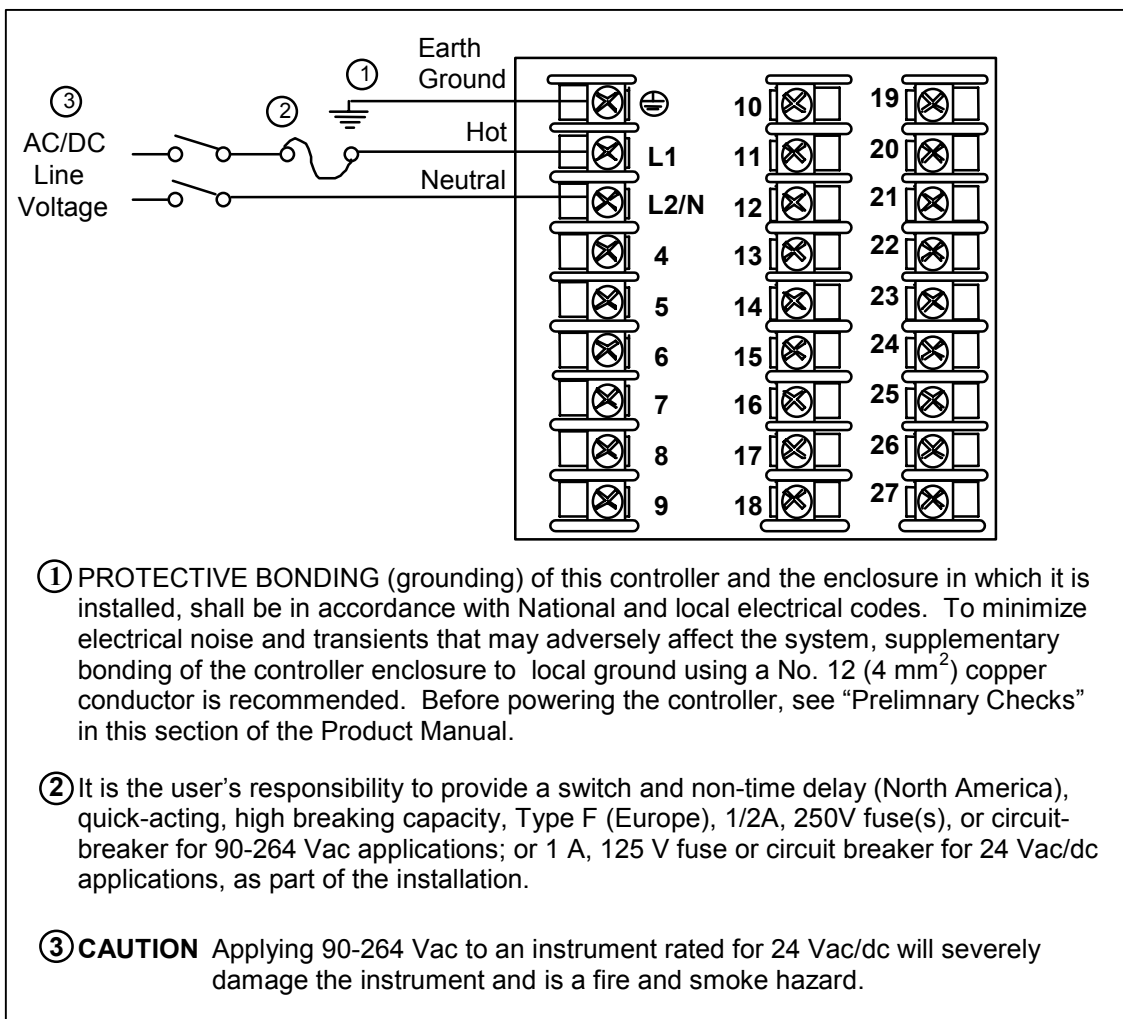 Earth
Ground
1
2
3
AC/DC
Line
Voltage
Hot
Neutral
L1
L2/N
4
5
6
7
8
9
10
11
12
13
14
15
16
17
18
19
20
21
22
23
24
25
26
27
1 PROTECTIVE BONDING (grounding) of this controller and the enclosure in which it is
installed, shall be in accordance with National and local electrical codes. To minimize
electrical noise and transients that may adversely affect the system, supplementary
bonding of the controller enclosure to local ground using a No. 12 (4 mm²) copper
conductor is recommended. Before powering the controller, see “Prelimnary Checks”
in this section of the Product Manual.
2 It is the user’s responsibility to provide a switch and non-time delay (North America),
quick-acting, high breaking capacity, Type F (Europe), 1/2A, 250V fuse(s), or circuit-
breaker for 90-264 Vac applications; or 1 A, 125 V fuse or circuit breaker for 24 Vac/dc
applications, as part of the installation.
3 CAUTION Applying 90-264 Vac to an instrument rated for 24 Vac/dc will severely
damage the instrument and is a fire and smoke hazard.